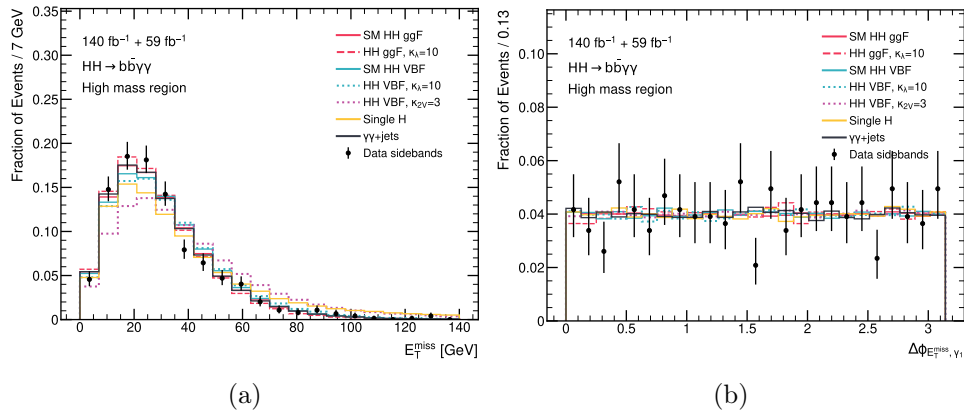 Fraction of Events / 7 GeV
0.35
0.30
0.25
0.20
0.15
0.10
0.05
0.00
140 fb⁻¹ + 59 fb⁻¹
HH → bb̄γγ
High mass region
SM HH ggF
HH ggF, κλ=10
SM HH VBF
HH VBF, κλ=10
HH VBF, κ2V=3
Single H
γγ+jets
Data sidebands
0 20 40 60 80 100 120 140
E_T^miss [GeV]
(a)
Fraction of Events / 0.13
0.10
0.08
0.06
0.04
0.02
0
140 fb⁻¹ + 59 fb⁻¹
HH → bb̄γγ
High mass region
SM HH ggF
HH ggF, κλ=10
SM HH VBF
HH VBF, κλ=10
HH VBF, κ2V=3
Single H
γγ+jets
Data sidebands
0 0.5 1 1.5 2 2.5 3
Δϕ_E_T^miss, γ1
(b)